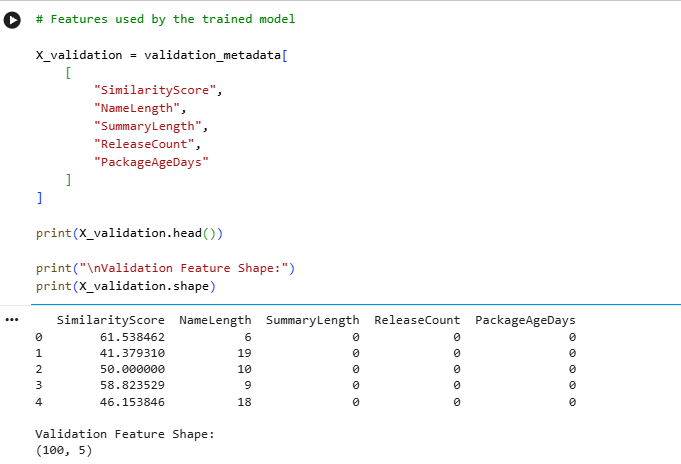 # Features used by the trained model
X_validation = validation_metadata[
    [
        "SimilarityScore",
        "NameLength",
        "SummaryLength",
        "ReleaseCount",
        "PackageAgeDays"
    ]
]
print(X_validation.head())
print("\nValidation Feature Shape:")
print(X_validation.shape)
   SimilarityScore  NameLength  SummaryLength  ReleaseCount  PackageAgeDays
0        61.538462           6              0             0               0
1        41.379310          19              0             0               0
2        50.000000          10              0             0               0
3        58.823529           9              0             0               0
4        46.153846          18              0             0               0
Validation Feature Shape:
(100, 5)